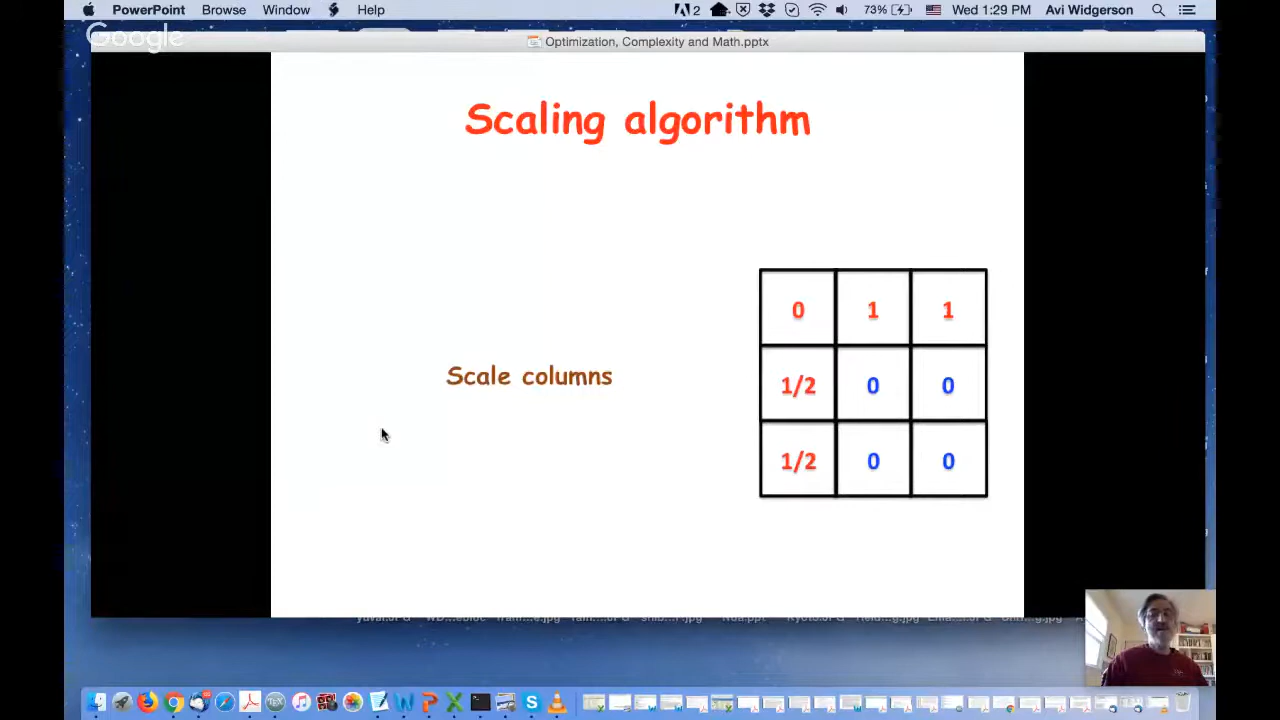 PowerPoint Browse Window Help 2 73% Wed 1:29 PM Avi Widgerson
Google
Optimization, Complexity and Math.pptx
Scaling algorithm
0 1 1
Scale columns
1/2 0 0
1/2 0 0